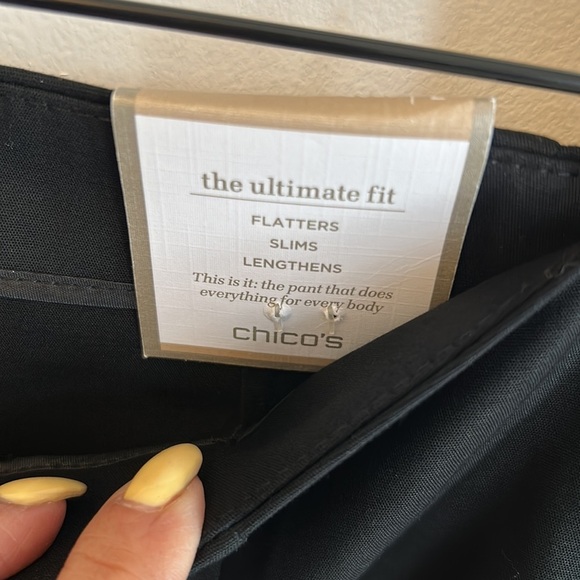 the ultimate fit
FLATTERS
SLIMS
LENGTHENS
This is it: the pant that does
everything for every body
chico's